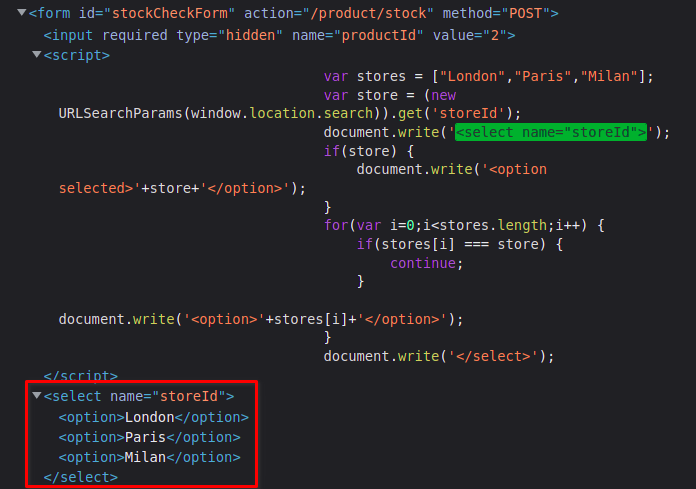 <form id="stockCheckForm" action="/product/stock" method="POST">
<input required type="hidden" name="productId" value="2">
<script>
var stores = ["London","Paris","Milan"];
var store = (new
URLSearchParams(window.location.search)).get('storeId');
document.write('<select name="storeId">');
if(store) {
document.write('<option
selected>'+store+'</option>');
}
for(var i=0;i<stores.length;i++) {
if(stores[i] === store) {
continue;
}
document.write('<option>'+stores[i]+'</option>');
}
document.write('</select>');
</script>
<select name="storeId">
<option>London</option>
<option>Paris</option>
<option>Milan</option>
</select>